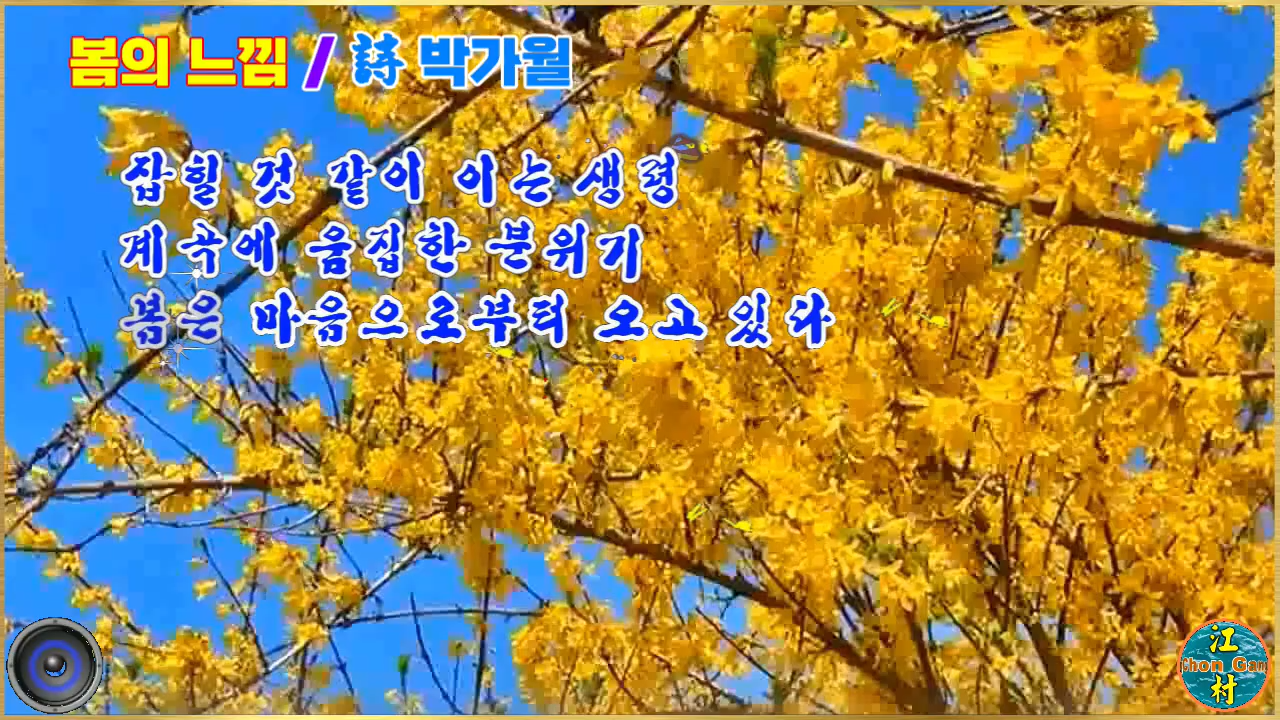 봄의 느낌 / 詩 박가월
잡힐 것 같이 이는 생령
계곡에 움집한 분위기
봄은 마음으로부터 오고 있다
江
Chon Gan
村